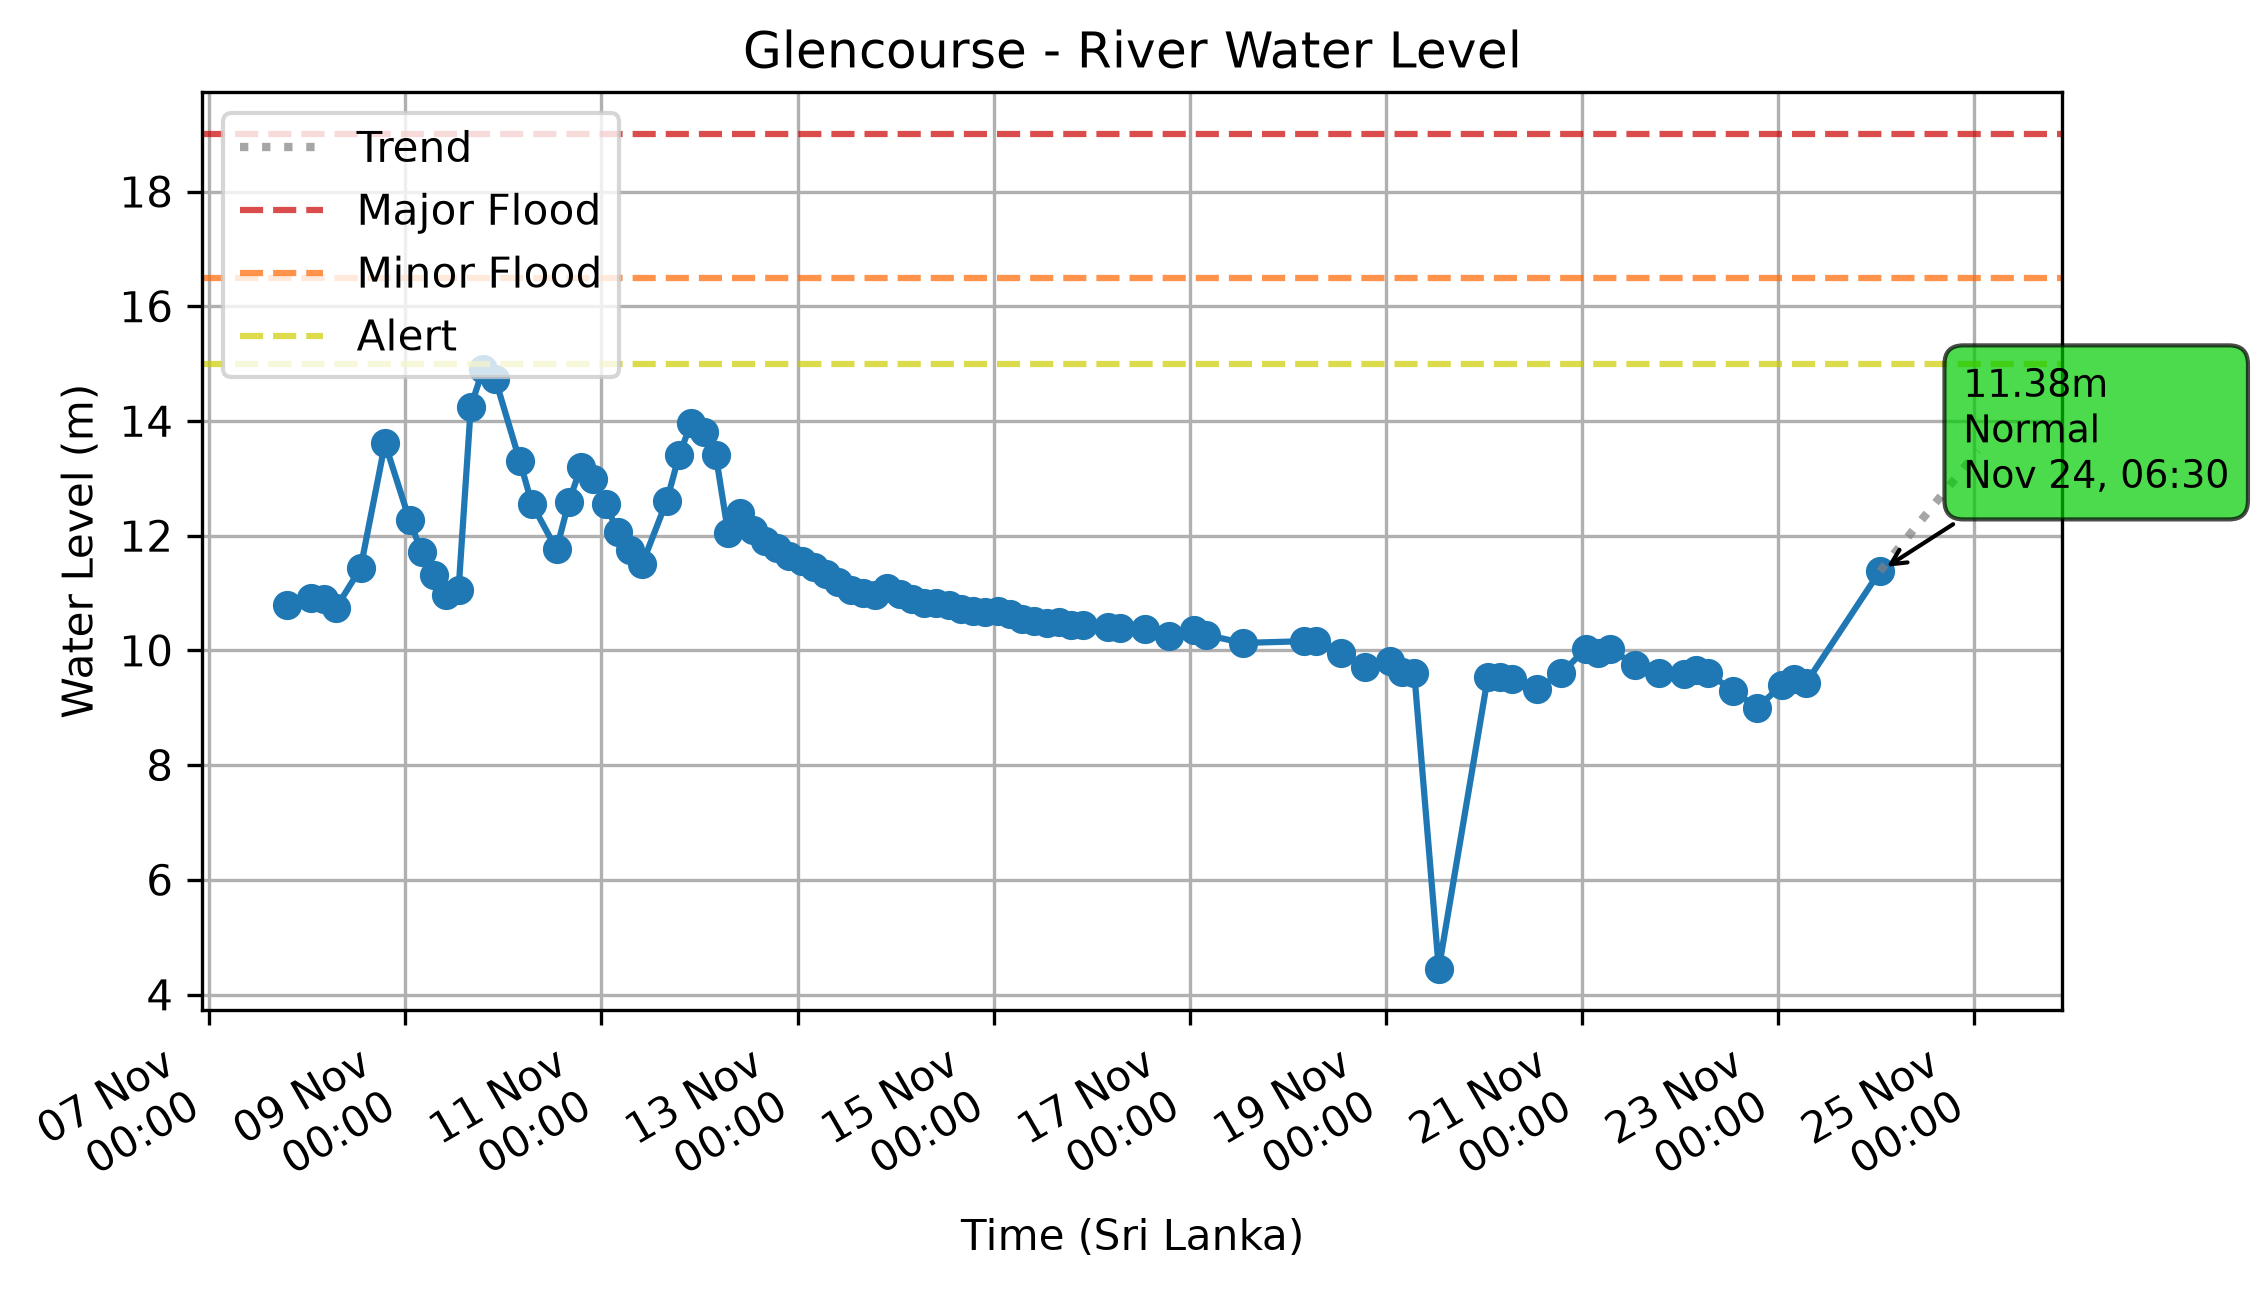 Glencourse - River Water Level
Trend
Major Flood
Minor Flood
Alert
18
16
14
12
10
8
6
4
Water Level (m)
11.38m
Normal
Nov 24, 06:30
07 Nov
00:00
09 Nov
00:00
11 Nov
00:00
13 Nov
00:00
15 Nov
00:00
17 Nov
00:00
19 Nov
00:00
21 Nov
00:00
23 Nov
00:00
25 Nov
00:00
Time (Sri Lanka)